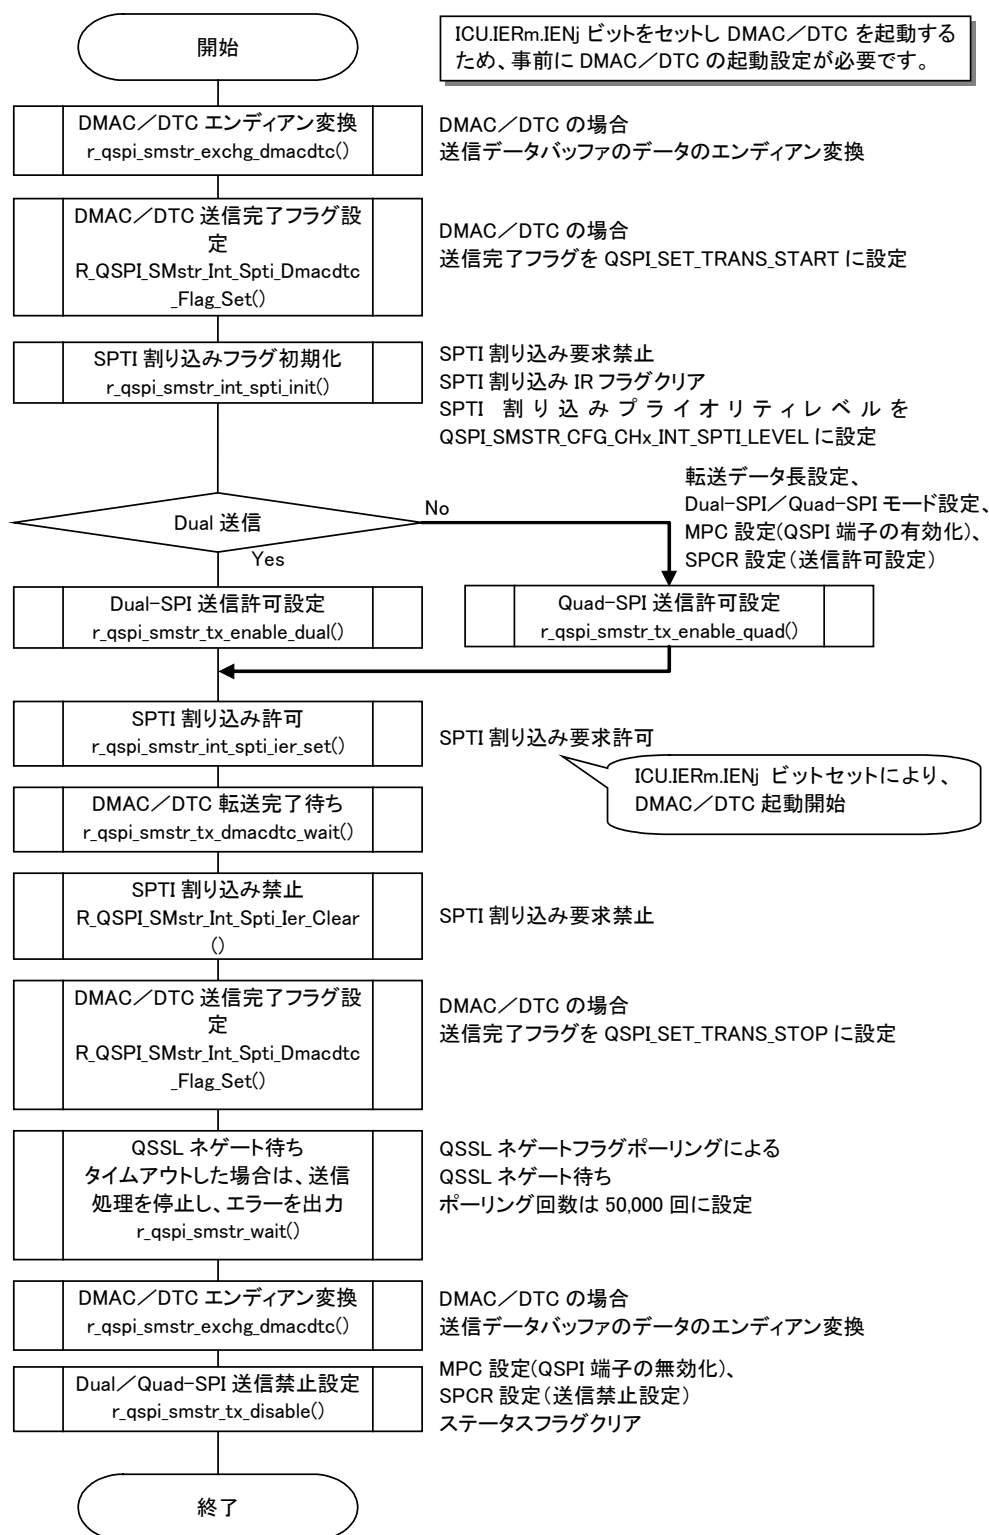 開始
ICU.IERm.IENj ビットをセットし DMAC／DTC を起動する
ため、事前に DMAC／DTC の起動設定が必要です。
DMAC／DTC エンディアン変換
r_qspi_smstr_exchg_dmacdtc()
DMAC／DTC の場合
送信データバッファのデータのエンディアン変換
DMAC／DTC 送信完了フラグ設
定
R_QSPI_SMstr_Int_Spti_Dmacdtc
_Flag_Set()
DMAC／DTC の場合
送信完了フラグを QSPI_SET_TRANS_START に設定
SPTI 割り込みフラグ初期化
r_qspi_smstr_int_spti_init()
SPTI 割り込み要求禁止
SPTI 割り込み IR フラグクリア
SPTI 割り込みプライオリティレベルを
QSPI_SMSTR_CFG_CHx_INT_SPTI_LEVEL に設定
Dual 送信
No
Yes
転送データ長設定、
Dual-SPI／Quad-SPI モード設定、
MPC 設定(QSPI 端子の有効化)、
SPCR 設定（送信許可設定）
Dual-SPI 送信許可設定
r_qspi_smstr_tx_enable_dual()
Quad-SPI 送信許可設定
r_qspi_smstr_tx_enable_quad()
SPTI 割り込み許可
r_qspi_smstr_int_spti_ier_set()
SPTI 割り込み要求許可
ICU.IERm.IENj ビットセットにより、
DMAC／DTC 起動開始
DMAC／DTC 転送完了待ち
r_qspi_smstr_tx_dmacdtc_wait()
SPTI 割り込み禁止
R_QSPI_SMstr_Int_Spti_Ier_Clear
()
SPTI 割り込み要求禁止
DMAC／DTC 送信完了フラグ設
定
R_QSPI_SMstr_Int_Spti_Dmacdtc
_Flag_Set()
DMAC／DTC の場合
送信完了フラグを QSPI_SET_TRANS_STOP に設定
QSSL ネゲート待ち
タイムアウトした場合は、送信
処理を停止し、エラーを出力
r_qspi_smstr_wait()
QSSL ネゲートフラグポーリングによる
QSSL ネゲート待ち
ポーリング回数は 50,000 回に設定
DMAC／DTC エンディアン変換
r_qspi_smstr_exchg_dmacdtc()
DMAC／DTC の場合
送信データバッファのデータのエンディアン変換
Dual／Quad-SPI 送信禁止設定
r_qspi_smstr_tx_disable()
MPC 設定(QSPI 端子の無効化)、
SPCR 設定（送信禁止設定）
ステータスフラグクリア
終了